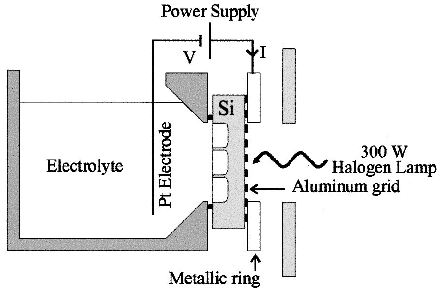 Power Supply
V
I
Si
Electrolyte
Pt Electrode
300 W
Halogen Lamp
Aluminum grid
Metallic ring